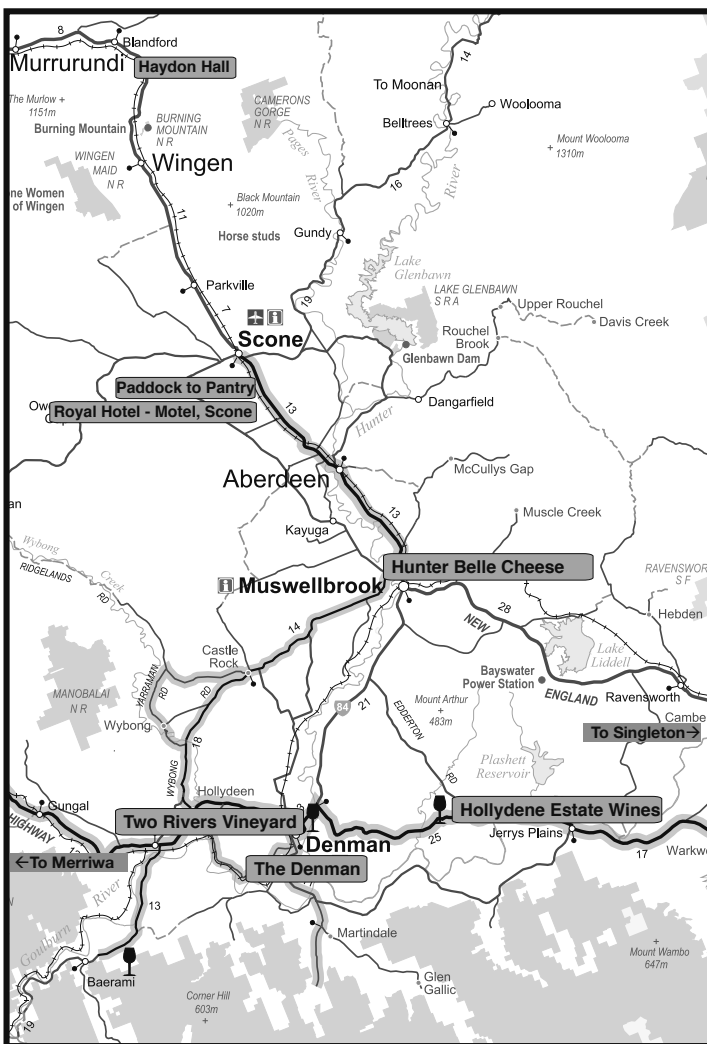 8
Blandford
14
Murrurundi
Haydon Hall
To Moonan
The Murlow +
1151m
BURNING
MOUNTAIN
N R
Burning Mountain
CAMERONS
GORGE
N R
Woolooma
Belltrees
Pages
River
WINGEN
MAID
N R
Wingen
Mount Woolooma
+ 1310m
ne Women
of Wingen
16
River
+
Black Mountain
1020m
11
Horse studs
Gundy
Lake
Glenbawn
Parkville
LAKE GLENBAWN
S R A
19
7
Upper Rouchel
Davis Creek
Scone
Rouchel
Brook
Glenbawn Dam
Paddock to Pantry
Ow
Royal Hotel - Motel, Scone
13
Dangarfield
Hunter
Aberdeen
McCullys Gap
an
13
Kayuga
Muscle Creek
Wybong
Creek
RIDGELANDS
RD
Hunter Belle Cheese
RAVENSWOR
S F
Muswellbrook
28
Hebden
14
NEW
Castle
Rock
Lake
Liddell
YARRAMAN
RD
RD
Bayswater
Power Station
MANOBALAI
N R
84
21
EDDERTON
RD
Mount Arthur
+
483m
ENGLAND
Ravensworth
Wybong
18
Cambe
To Singleton→
WYBONG
Plashett
Reservoir
Hollydeen
Gungal
HIGHWAY
Two Rivers Vineyard
Hollydene Estate Wines
Denman
25
Jerrys Plains
17
Warkwo
←To Merriwa
The Denman
River
13
Goulburn
Martindale
Mount Wambo
+
647m
Baerami
Glen
Gallic
Corner Hill
603m
+
19